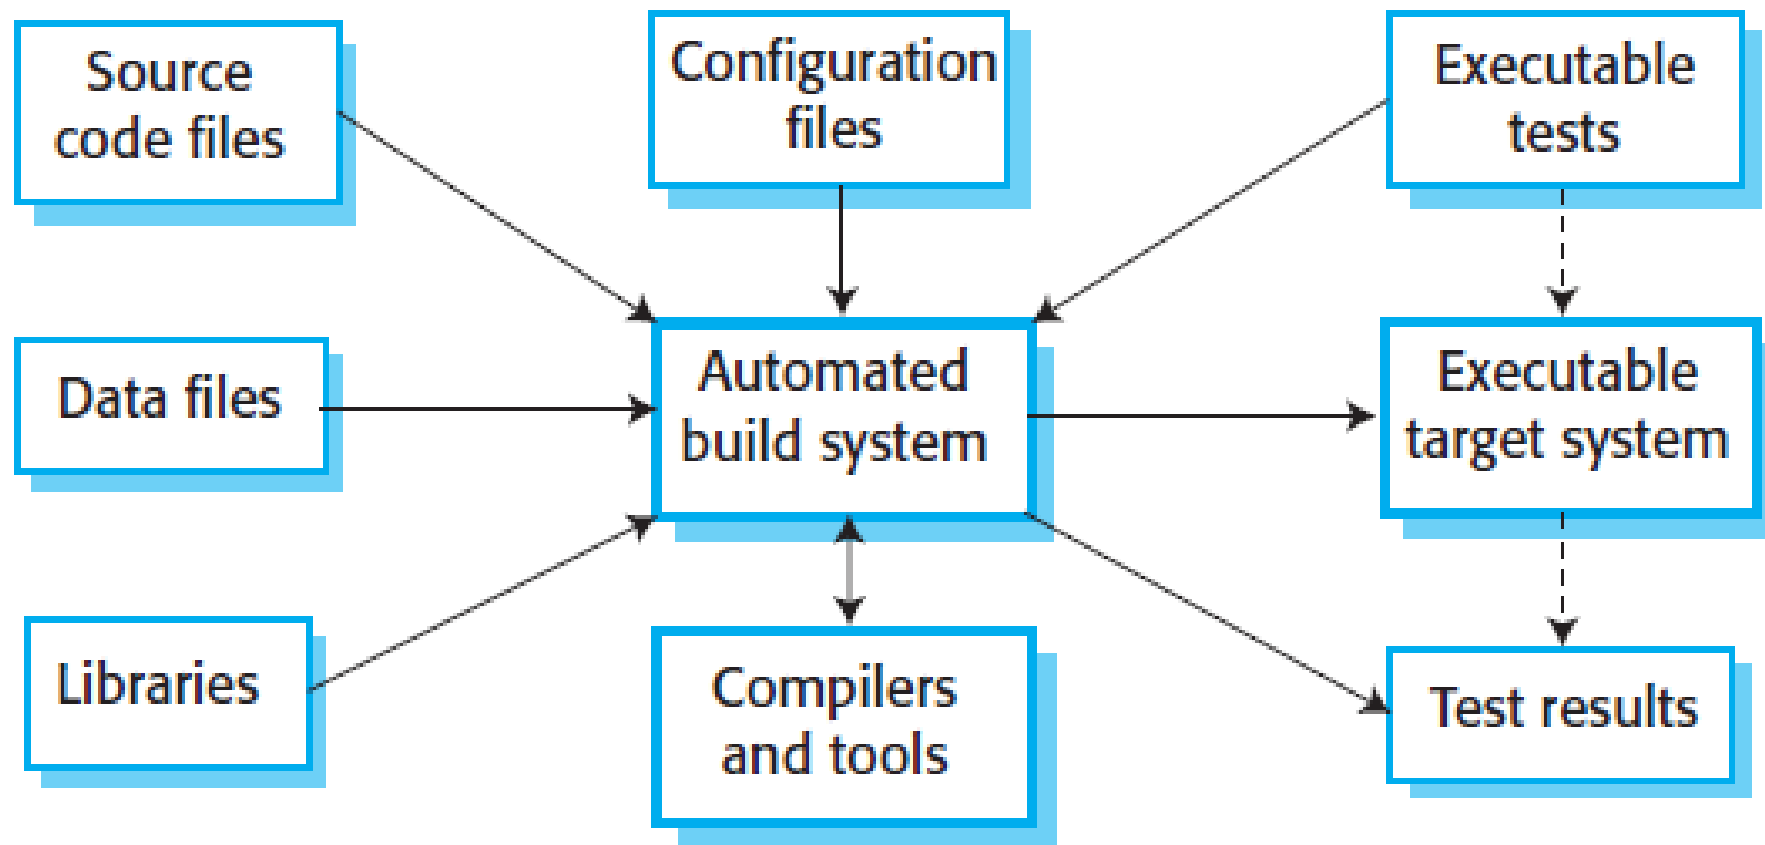 Source
code files
Configuration
files
Executable
tests
Data files
Automated
build system
Executable
target system
Libraries
Compilers
and tools
Test results